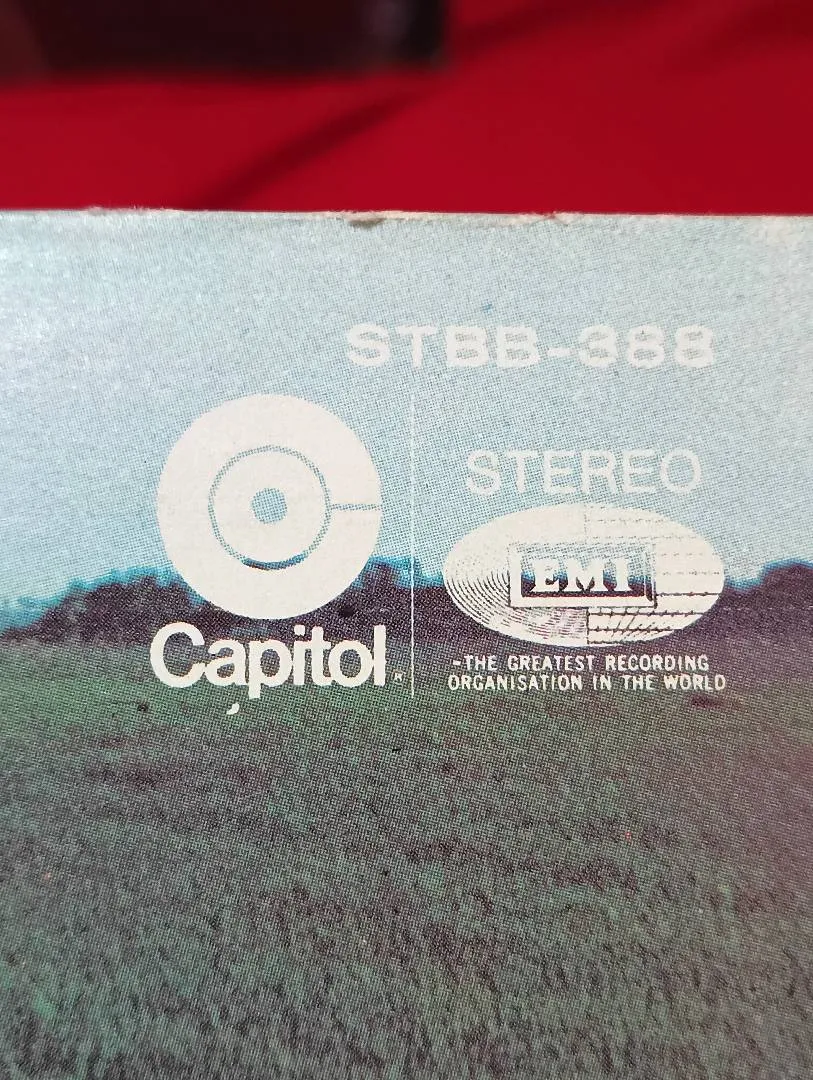 STBB-388
STEREO
EMI
Capitol
-THE GREATEST RECORDING
ORGANISATION IN THE WORLD